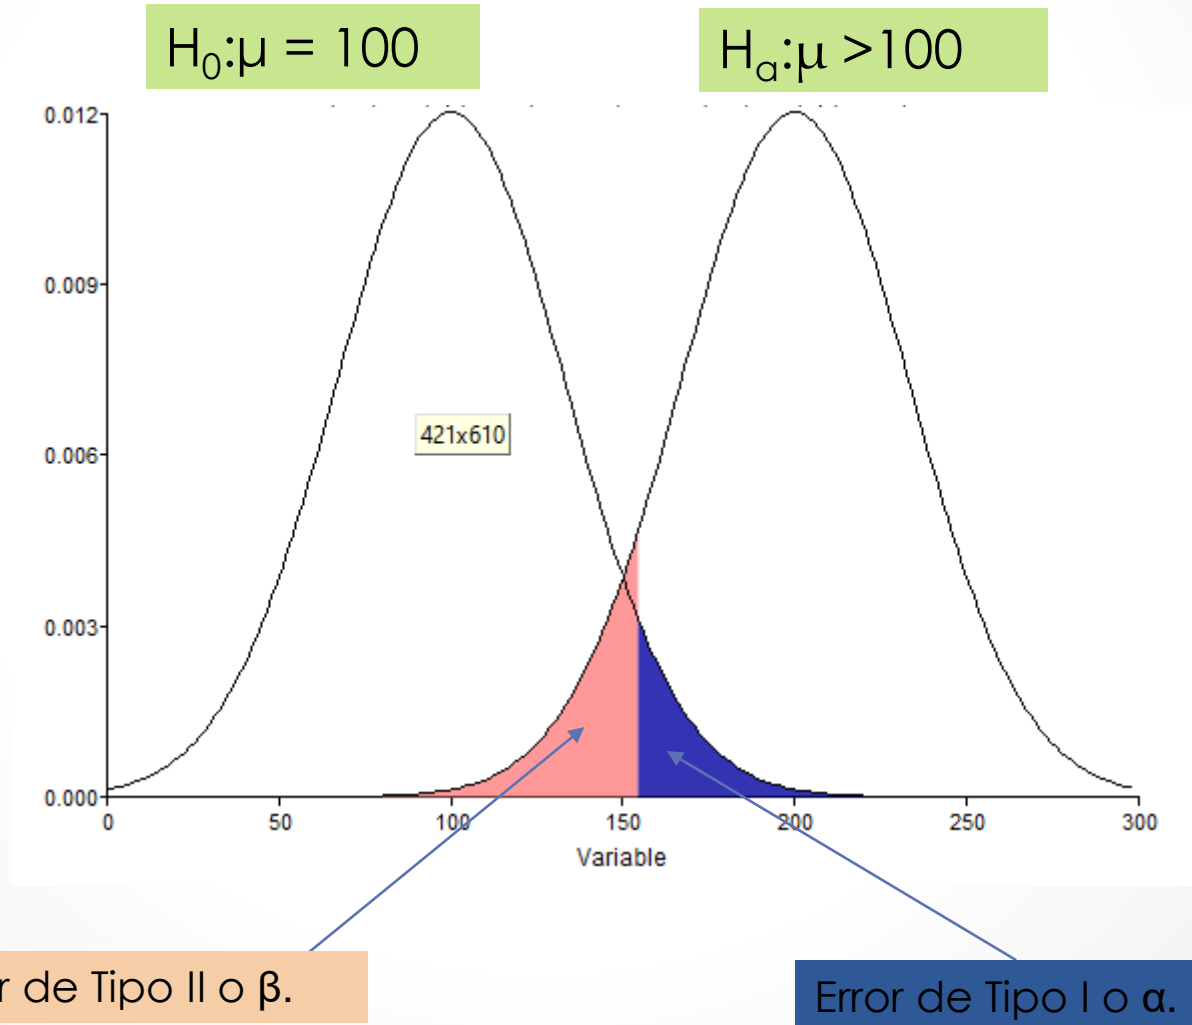 H₀:µ = 100
Hₐ:µ >100
0.012
0.009
421x610
0.006
0.003
0.000
0 50 100 150 200 250 300
Variable
r de Tipo II o β.
Error de Tipo I o α.